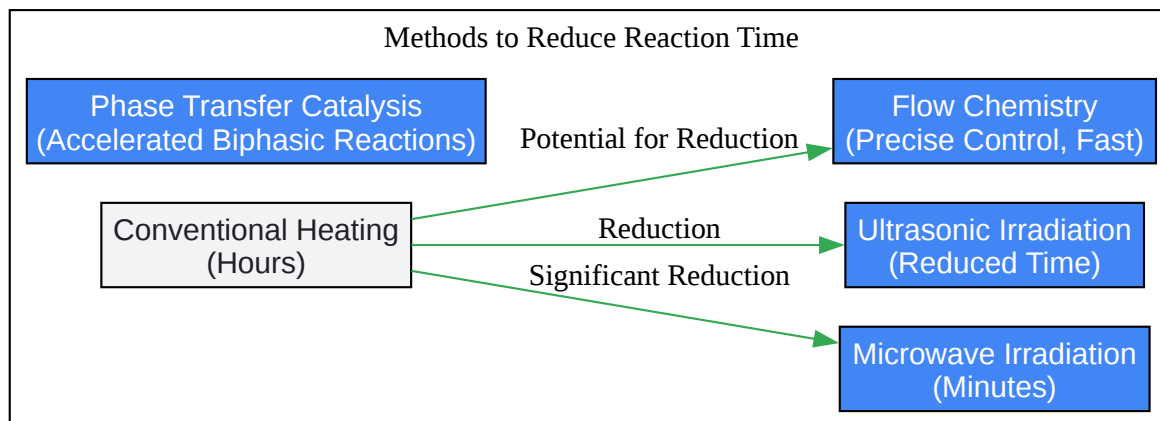 Methods to Reduce Reaction Time
Phase Transfer Catalysis
(Accelerated Biphasic Reactions)
Flow Chemistry
(Precise Control, Fast)
Potential for Reduction
Conventional Heating
(Hours)
Reduction
Ultrasonic Irradiation
(Reduced Time)
Significant Reduction
Microwave Irradiation
(Minutes)